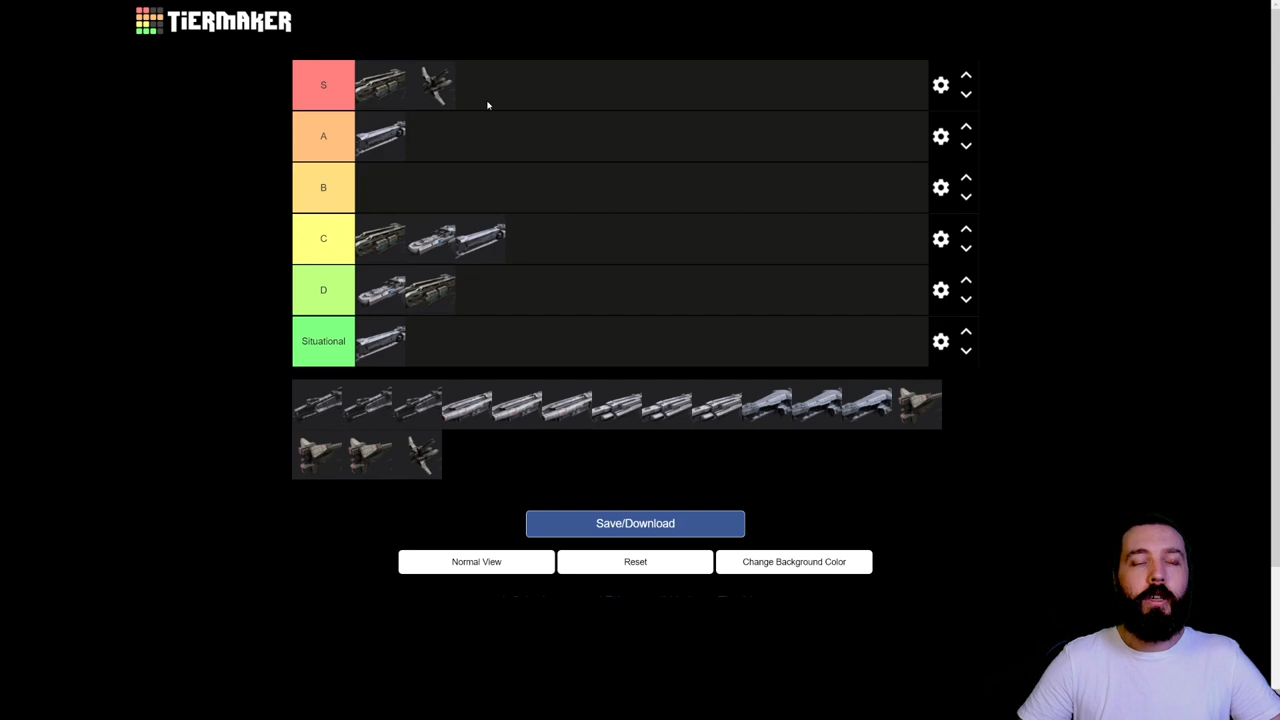 TIERMAKER
S
A
B
C
D
Situational
Save/Download
Normal View
Reset
Change Background Color